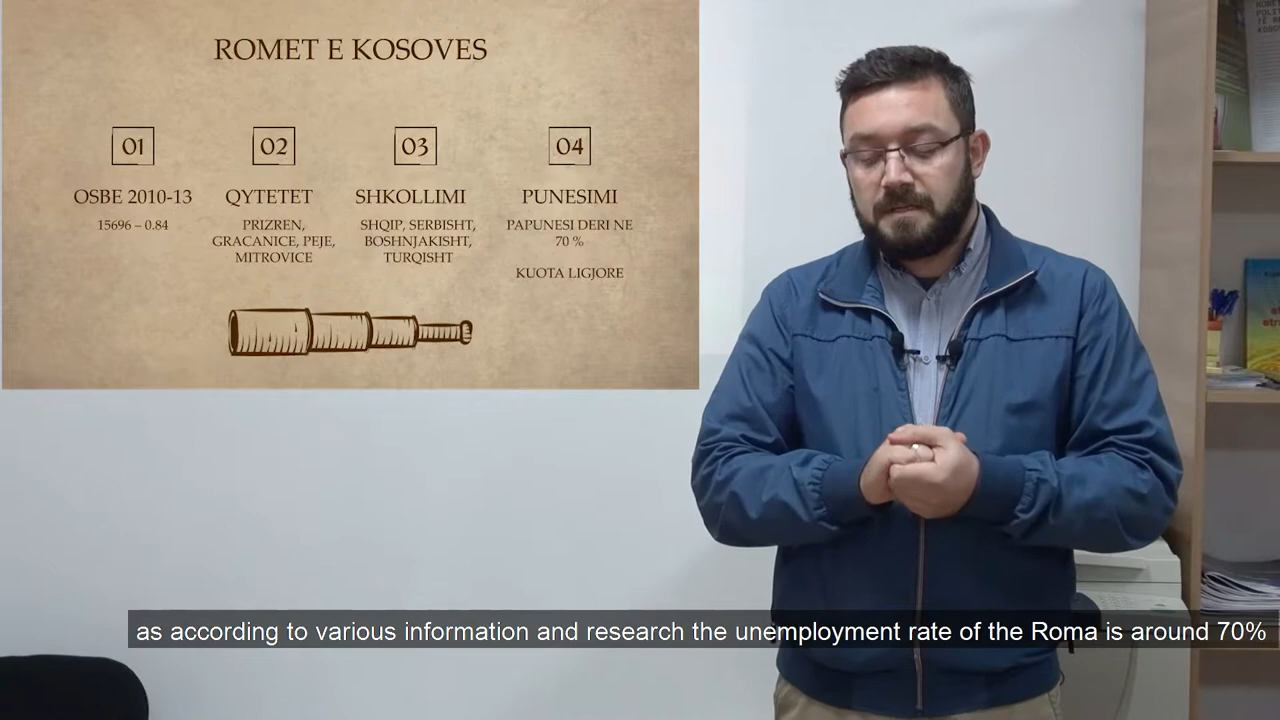 ROMET E KOSOVES
01
OSBE 2010-13
15696 – 0.84
02
QYTETET
PRIZREN,
GRACANICE, PEJE,
MITROVICE
03
SHKOLLIMI
SHQIP, SERBISHT,
BOSHNJAKISHT,
TURQISHT
04
PUNESIMI
PAPUNESI DERI NE
70 %
KUOTA LIGJORE
as according to various information and research the unemployment rate of the Roma is around 70%